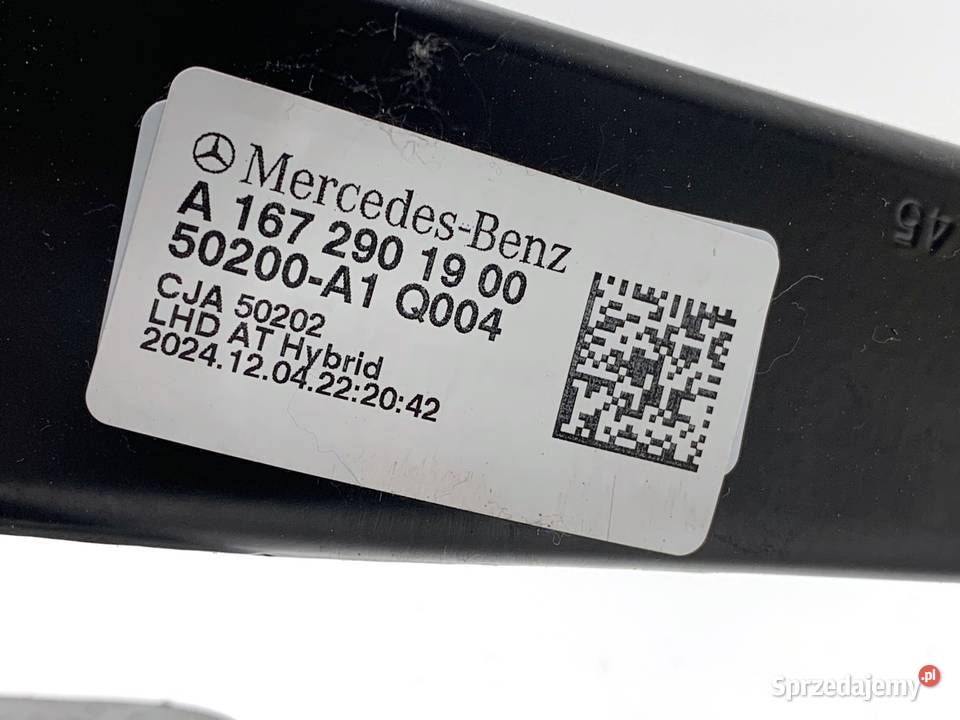 Mercedes-Benz
A 167 290 19 00
50200-A1 Q004
CJA 50202
LHD AT Hybrid
2024.12.04.22:20:42
45
Sprzedajemy.pl